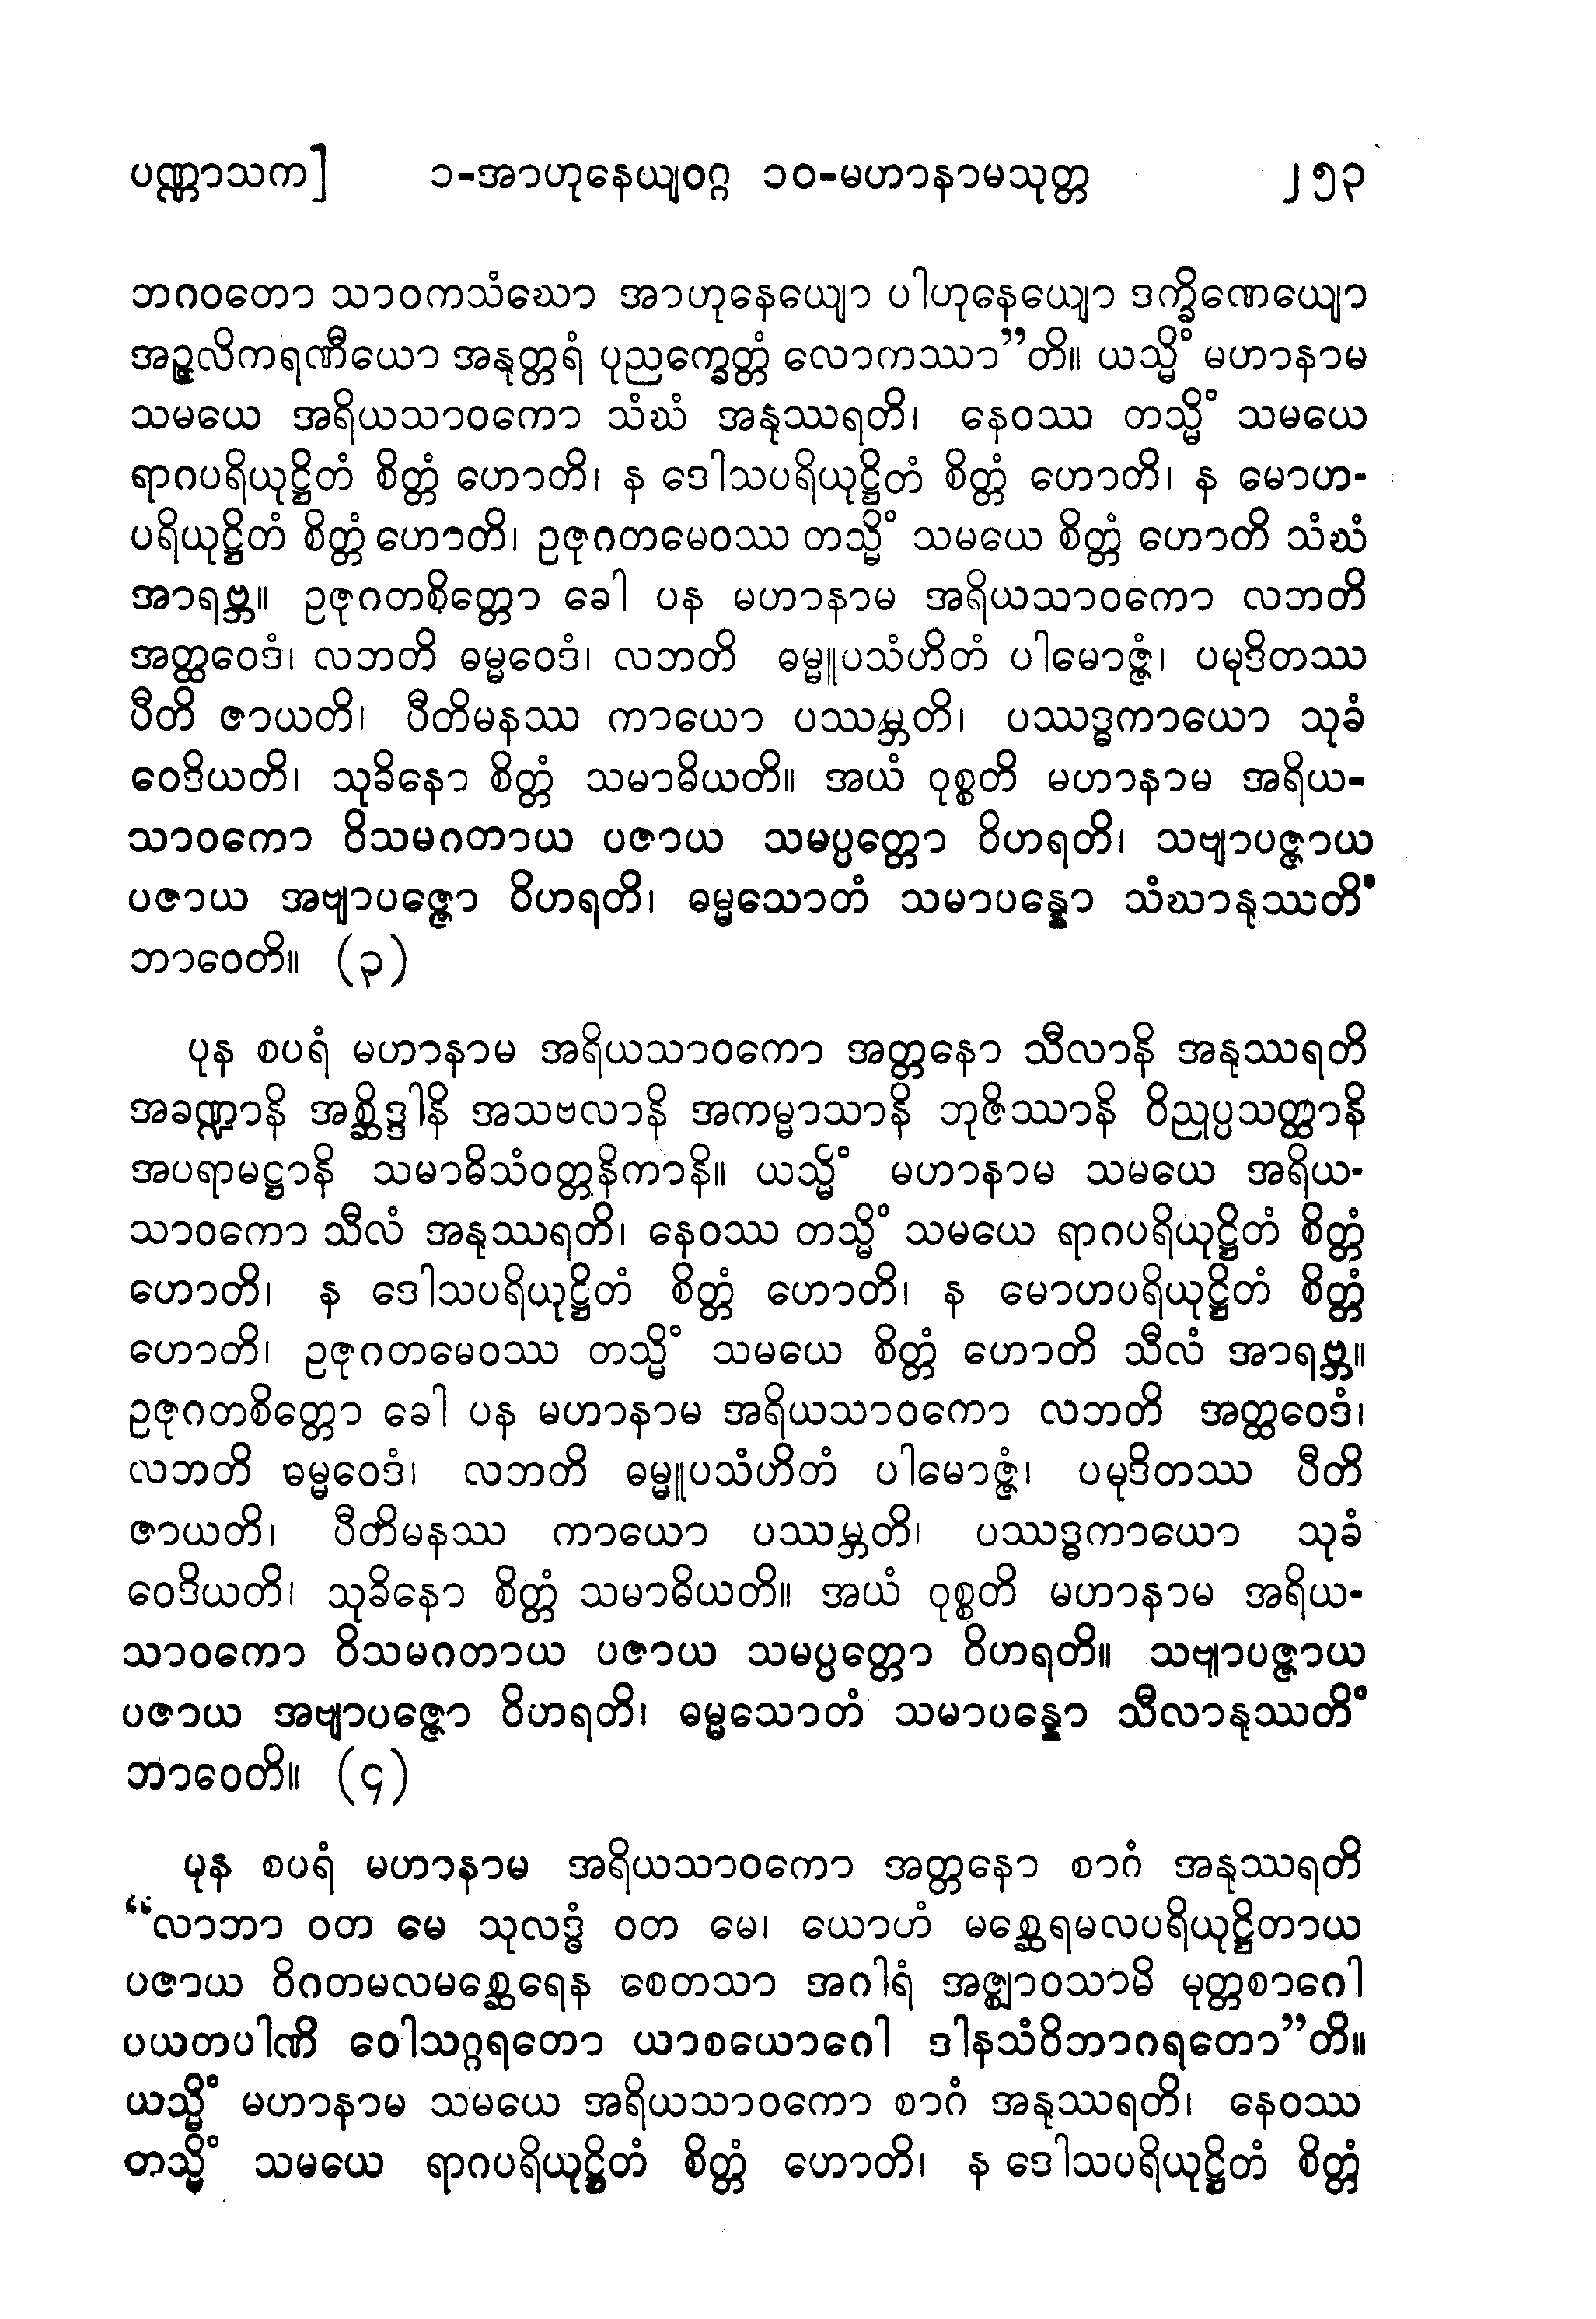 ပဏ္ဏာသက] ၁-အာဟုနေယျဝဂ္ဂ ၁၀-မဟာနာမသုတ္တ ၂၅၃
ဘဂဝတော သာဝကသံဃော အာဟုနေယျော ပါဟုနေယျော ဒက္ခိဏေယျော
အဉ္ဇလိကရဏီယော အနုတ္တရံ ပုညက္ခေတ္တံ လောကဿာ”တိ။ ယသ္မိံ မဟာနာမ
သမယေ အရိယသာဝကော သံဃံ အနုဿရတိ၊ နေဝဿ တသ္မိံ သမယေ
ရာဂပရိယုဋ္ဌိတံ စိတ္တံ ဟောတိ၊ န ဒေါသပရိယုဋ္ဌိတံ စိတ္တံ ဟောတိ၊ န မောဟ-
ပရိယုဋ္ဌိတံ စိတ္တံ ဟောတိ၊ ဥဇုဂတမေဝဿ တသ္မိံ သမယေ စိတ္တံ ဟောတိ သံဃံ
အာရဗ္ဘ။ ဥဇုဂတစိတ္တော ခေါ ပန မဟာနာမ အရိယသာဝကော လဘတိ
အတ္ထဝေဒံ၊ လဘတိ ဓမ္မဝေဒံ၊ လဘတိ ဓမ္မူပသံဟိတံ ပါမောဇ္ဇံ၊ ပမုဒိတဿ
ပီတိ ဇာယတိ၊ ပီတိမနဿ ကာယော ပဿမ္ဘတိ၊ ပဿဒ္ဓကာယော သုခံ
ဝေဒိယတိ၊ သုခိနော စိတ္တံ သမာဓိယတိ။ အယံ ဝုစ္စတိ မဟာနာမ အရိယ-
သာဝကော ဝိသမဂတာယ ပဇာယ သမပ္ပတ္တော ဝိဟရတိ၊ သဗျာပဇ္ဇာယ
ပဇာယ အဗျာပဇ္ဇော ဝိဟရတိ၊ ဓမ္မသောတံ သမာပန္နော သံဃာနုဿတိံ
ဘာဝေတိ။ (၃)
ပုန စပရံ မဟာနာမ အရိယသာဝကော အတ္တနော သီလာနိ အနုဿရတိ
အခဏ္ဍာနိ အစ္ဆိဒ္ဒါနိ အသဗလာနိ အကမ္မာသာနိ ဘုဇိဿာနိ ဝိညုပ္ပသတ္ထာနိ
အပရာမဋ္ဌာနိ သမာဓိသံဝတ္တနိကာနိ။ ယသ္မိံ မဟာနာမ သမယေ အရိယ-
သာဝကော သီလံ အနုဿရတိ၊ နေဝဿ တသ္မိံ သမယေ ရာဂပရိယုဋ္ဌိတံ စိတ္တံ
ဟောတိ၊ န ဒေါသပရိယုဋ္ဌိတံ စိတ္တံ ဟောတိ၊ န မောဟပရိယုဋ္ဌိတံ စိတ္တံ
ဟောတိ၊ ဥဇုဂတမေဝဿ တသ္မိံ သမယေ စိတ္တံ ဟောတိ သီလံ အာရဗ္ဘ။
ဥဇုဂတစိတ္တော ခေါ ပန မဟာနာမ အရိယသာဝကော လဘတိ အတ္ထဝေဒံ၊
လဘတိ ဓမ္မဝေဒံ၊ လဘတိ ဓမ္မူပသံဟိတံ ပါမောဇ္ဇံ၊ ပမုဒိတဿ ပီတိ
ဇာယတိ၊ ပီတိမနဿ ကာယော ပဿမ္ဘတိ၊ ပဿဒ္ဓကာယော သုခံ
ဝေဒိယတိ၊ သုခိနော စိတ္တံ သမာဓိယတိ။ အယံ ဝုစ္စတိ မဟာနာမ အရိယ-
သာဝကော ဝိသမဂတာယ ပဇာယ သမပ္ပတ္တော ဝိဟရတိ။ သဗျာပဇ္ဇာယ
ပဇာယ အဗျာပဇ္ဇော ဝိဟရတိ၊ ဓမ္မသောတံ သမာပန္နော သီလာနုဿတိံ
ဘာဝေတိ။ (၄)
မုန စပရံ မဟာနာမ အရိယသာဝကော အတ္တနော စာဂံ အနုဿရတိ
“လာဘာ ဝတ မေ သုလဒ္ဓံ ဝတ မေ၊ ယောဟံ မစ္ဆေရမလပရိယုဋ္ဌိတာယ
ပဇာယ ဝိဂတမလမစ္ဆေရေန စေတသာ အဂါရံ အဇ္ဈာဝသာမိ မုတ္တစာဂေါ
ပယတပါဏိ ဝေါသဂ္ဂရတော ယာစယောဂေါ ဒါနသံဝိဘာဂရတော”တိ။
ယသ္မိံ မဟာနာမ သမယေ အရိယသာဝကော စာဂံ အနုဿရတိ၊ နေဝဿ
တသ္မိံ သမယေ ရာဂပရိယုဋ္ဌိတံ စိတ္တံ ဟောတိ၊ န ဒေါသပရိယုဋ္ဌိတံ စိတ္တံ